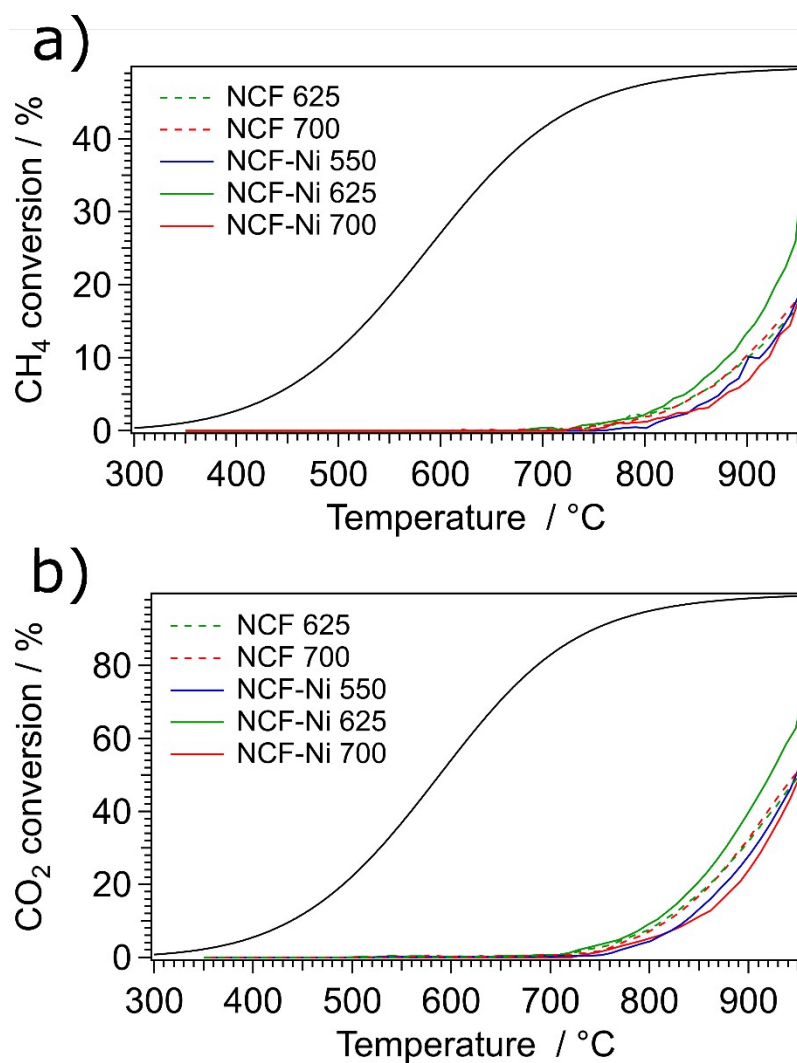 a)
CH₄ conversion / %
40
30
20
10
0
NCF 625
NCF 700
NCF-Ni 550
NCF-Ni 625
NCF-Ni 700
300 400 500 600 700 800 900
Temperature / °C
b)
CO₂ conversion / %
80
60
40
20
0
NCF 625
NCF 700
NCF-Ni 550
NCF-Ni 625
NCF-Ni 700
300 400 500 600 700 800 900
Temperature / °C